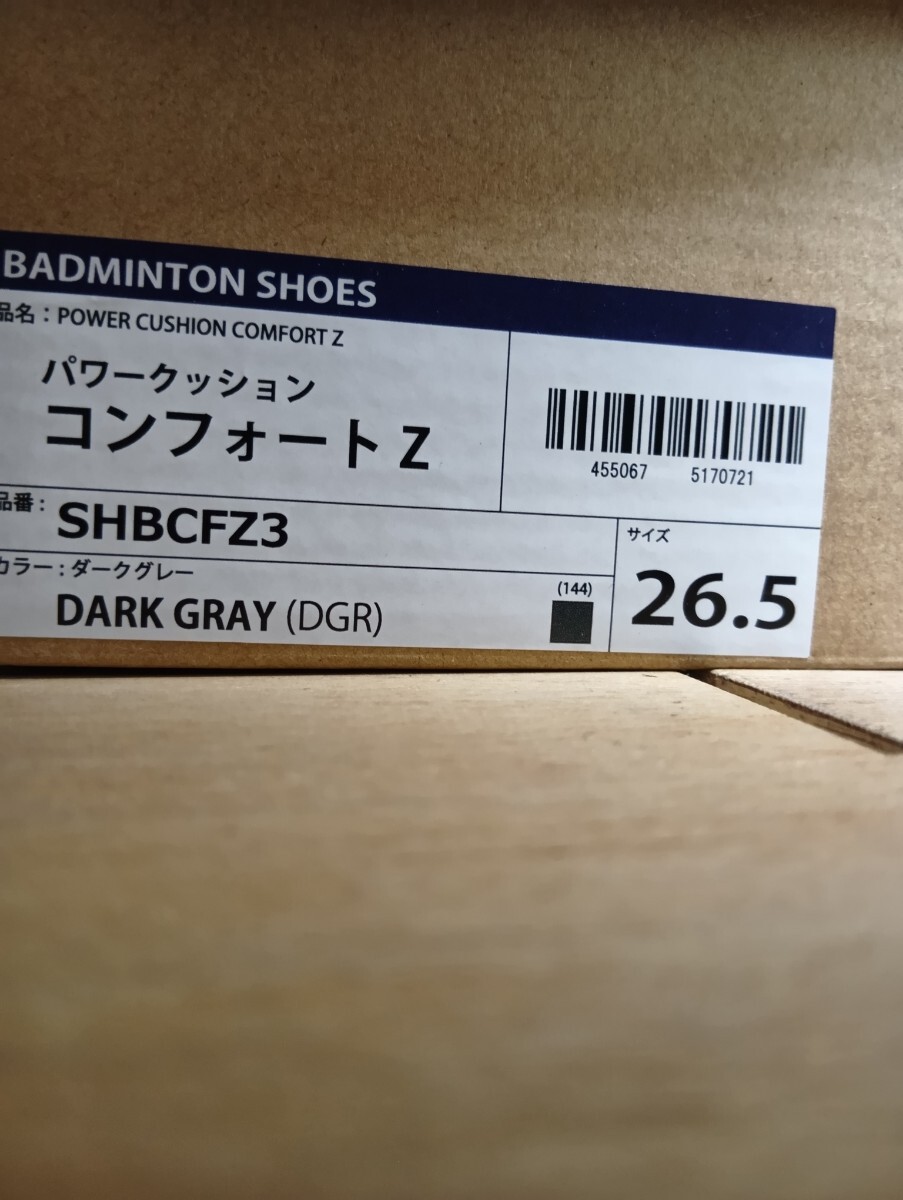 BADMINTON SHOES
品名：POWER CUSHION COMFORT Z
パワークッション
コンフォート Z
455067 5170721
品番：
SHBCFZ3
カラー：ダークグレー
DARK GRAY (DGR)
(144)
サイズ
26.5